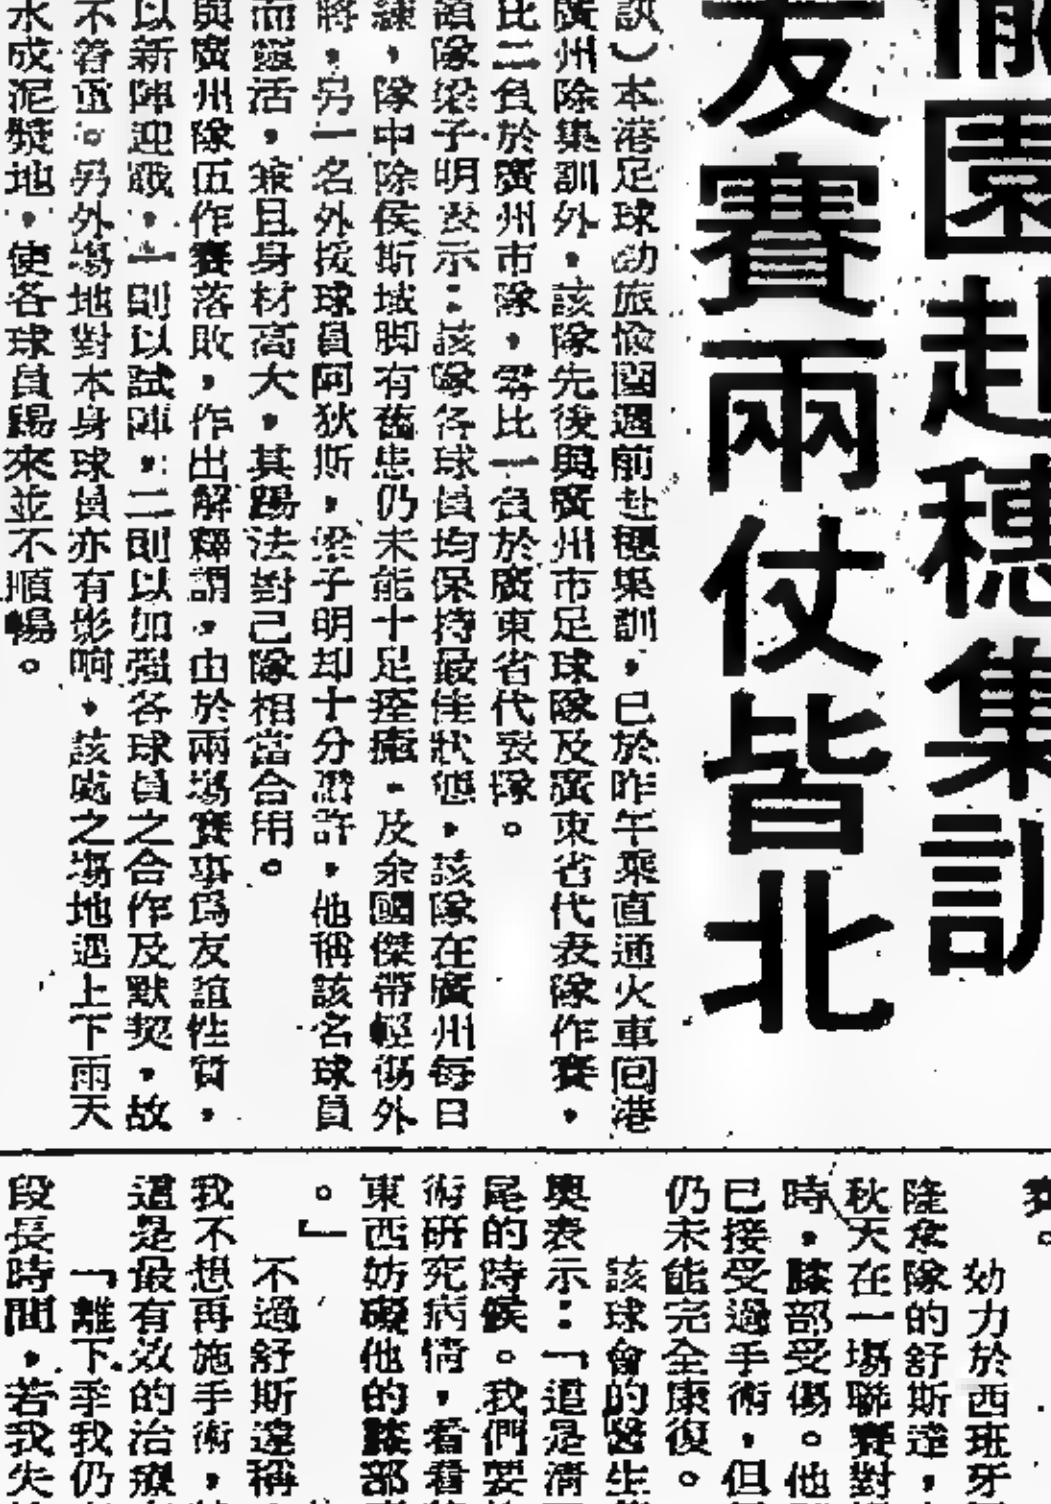 愉園赴穗集訓
友賽兩仗皆北
訊）本港足球勁旅愉園週前赴穗集訓，已於昨午乘直通火車回港
廣州除集訓外，該隊先後與廣州市足球隊及廣東省代表隊作賽，
比二負於廣州市隊，零比一負於廣東省代表隊。
領隊梁子明表示：該隊各球員均保持最佳狀態，該隊在廣州每日
練，隊中除侯斯域脚有舊患仍未能十足痊癒，及余國傑帶輕傷外
將，另一名外援球員阿狄斯，梁子明却十分讚許，他稱該名球員
而靈活，兼且身材高大，其踢法對己隊相當合用。
與廣州隊伍作賽落敗，作出解釋謂，由於兩場賽事爲友誼性質，
以新陣迎戰，一則以試陣，二則以加强各球員之合作及默契，故
不着重。另外場地對本身球員亦有影响，該處之場地遇上下雨天
水成泥漿地，使各球員踢來並不順暢。
賽。
効力於西班牙
隆拿隊的舒斯達，
秋天在一場聯賽對
時，膝部受傷。他
已接受過手術，但
仍未能完全康復。
該球會的醫生
奧表示：「這是清
尾的時候。我們要
術研究病情，看看
東西妨礙他的膝部
。」
不過舒斯達稱
我不想再施手術，
這是最有效的治療
「離下手我仍
段長時間，若我失